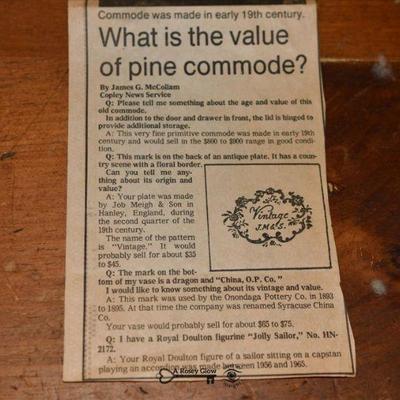 Commode was made in early 19th century.
What is the value
of pine commode?
By James G. McCollam
Copley News Service
Q: Please tell me something about the age and value of this
old commode.
In addition to the door and drawer in front, the lid is hinged to
provide additional storage.
A: This very fine primitive commode was made in early 19th
century and would sell in the $800 to $900 range in good condi-
tion.
Q: This mark is on the back of an antique plate. It has a coun-
try scene with a floral border.
Can you tell me any-
thing about its origin and
value?
A: Your plate was
made by Job Meigh & Son in
Hanley, England, during
the second quarter of the
19th century.
The name of the pattern
is "Vintage." It would
probably sell for about $35
to $45.
Vintage
J.M.&S.
Q: The mark on the bot-
tom of my vase is a dragon and "China, O.P. Co."
I would like to know something about its vintage and value.
A: This mark was used by the Onondaga Pottery Co. in 1893
to 1895. At that time the company was renamed Syracuse China
Co.
Your vase would probably sell for about $65 to $75.
Q: I have a Royal Doulton figurine "Jolly Sailor," No. HN-
2172.
A: Your Royal Doulton figure of a sailor sitting on a capstan
playing an accordion was made between 1956 and 1965.
A Rosey Glow